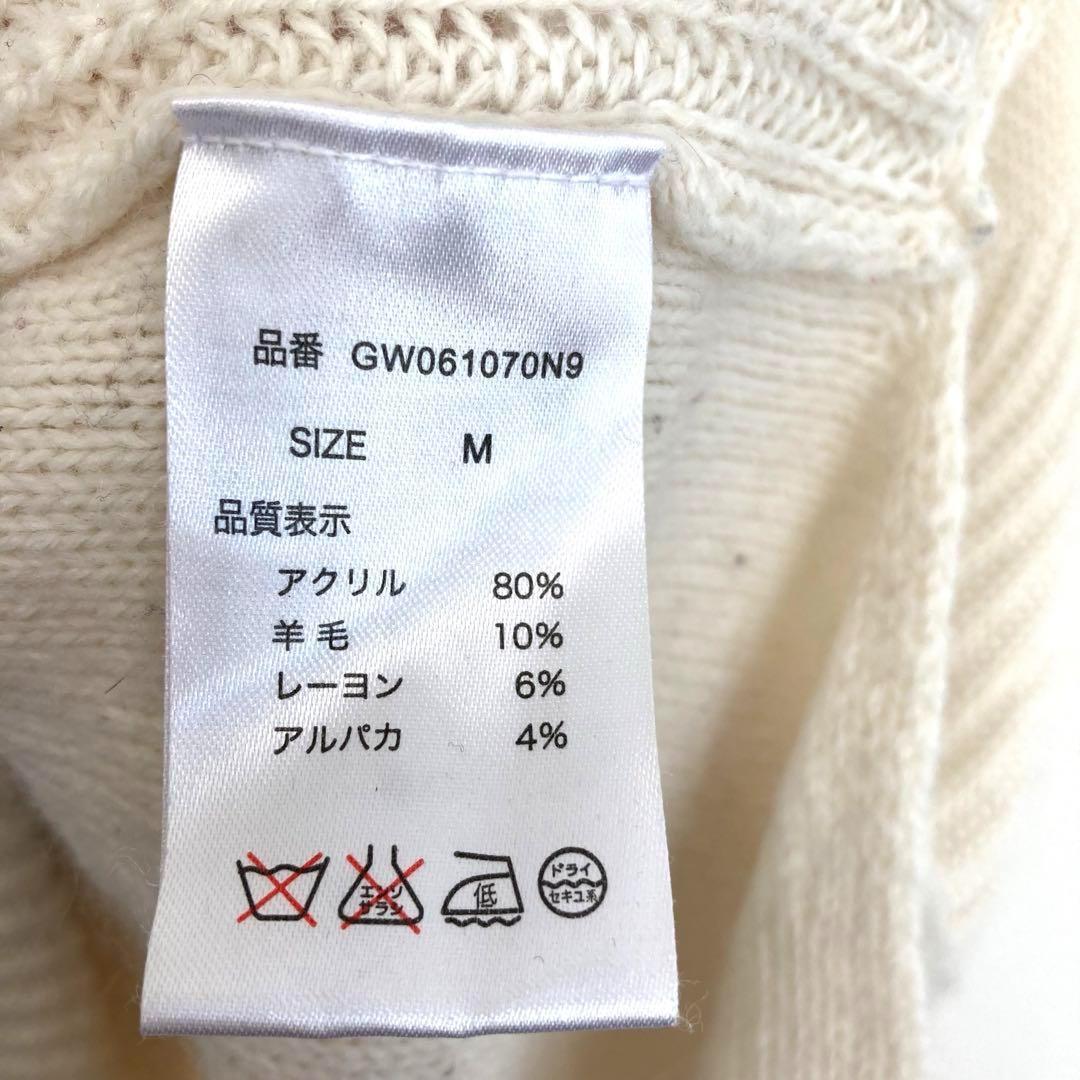 品番 GW061070N9
SIZE M
品質表示
アクリル 80%
羊毛 10%
レーヨン 6%
アルパカ 4%
エンソ
サラシ
低
ドライ
セキユ系